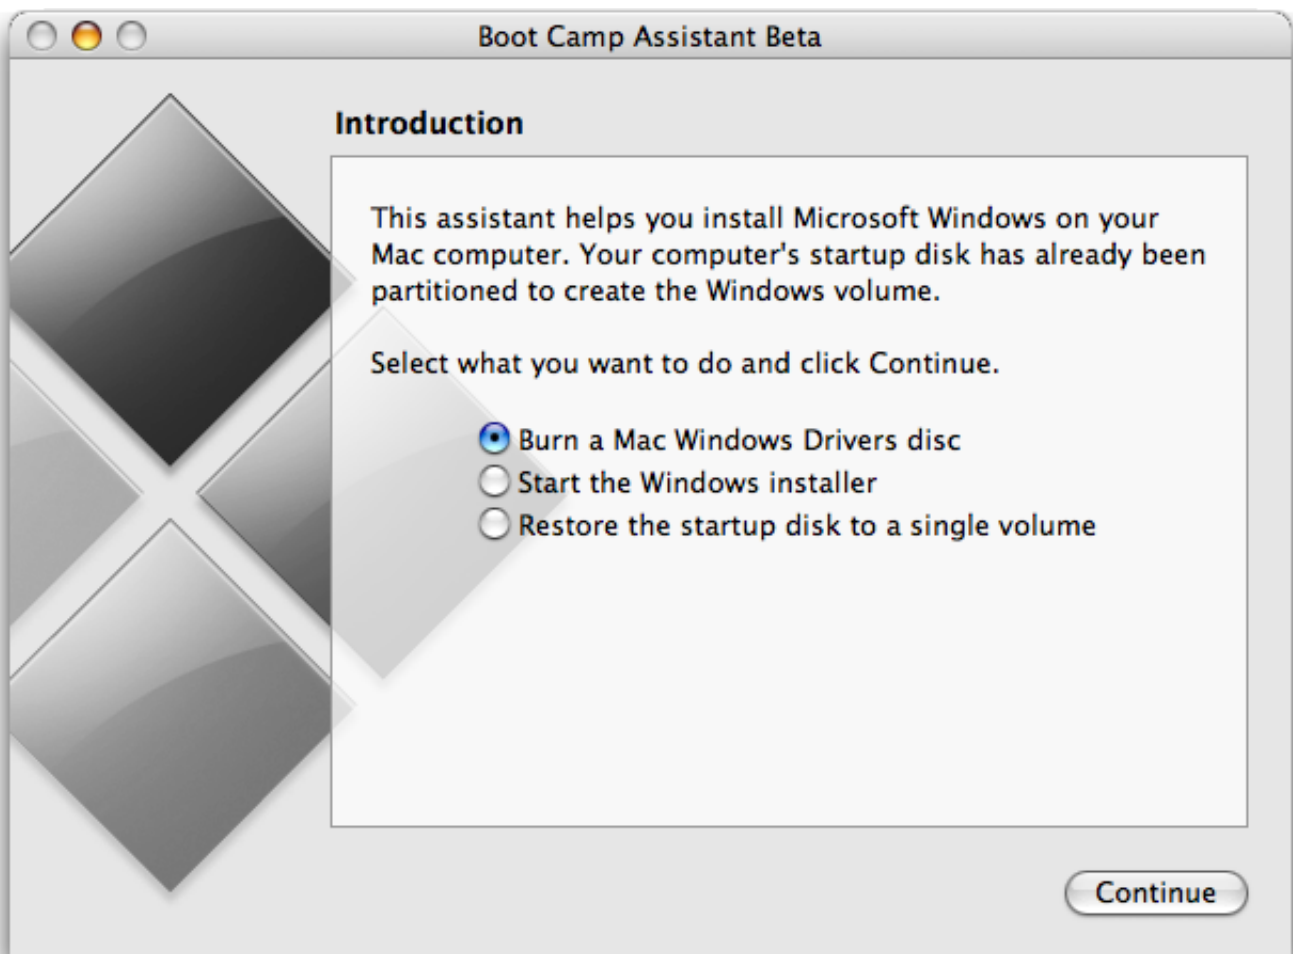 Boot Camp Assistant Beta
Introduction
This assistant helps you install Microsoft Windows on your
Mac computer. Your computer's startup disk has already been
partitioned to create the Windows volume.
Select what you want to do and click Continue.
Burn a Mac Windows Drivers disc
Start the Windows installer
Restore the startup disk to a single volume
Continue